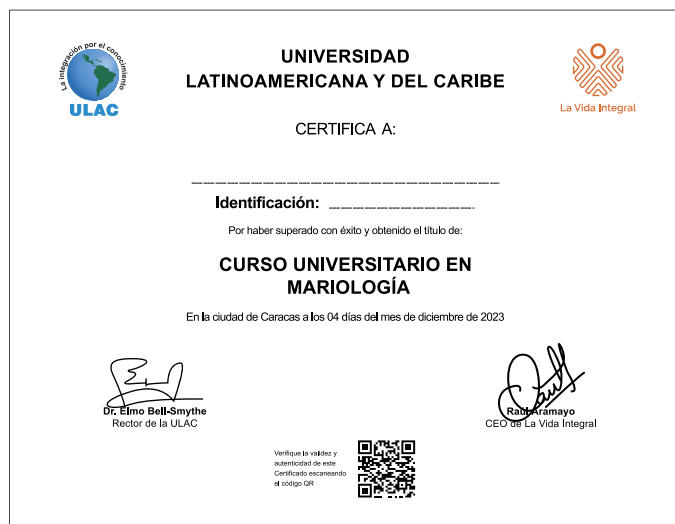 La integración por el conocimiento
ULAC
UNIVERSIDAD
LATINOAMERICANA Y DEL CARIBE
La Vida Integral
CERTIFICA A:
Identificación:
Por haber superado con éxito y obtenido el título de:
CURSO UNIVERSITARIO EN
MARIOLOGÍA
En la ciudad de Caracas a los 04 días del mes de diciembre de 2023
Dr. Elmo Bell-Smythe
Rector de la ULAC
Raúl Aramayo
CEO de La Vida Integral
Verifique la validez y
autenticidad de este
Certificado escaneando
el código QR